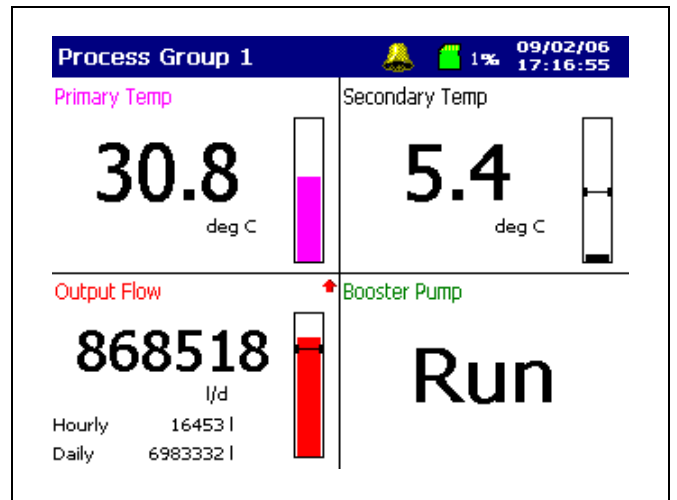 Process Group 1 1% 09/02/06
17:16:55
Primary Temp
30.8
deg C
Secondary Temp
5.4
deg C
Output Flow
868518
l/d
Hourly 16453 l
Daily 6983332 l
Booster Pump
Run